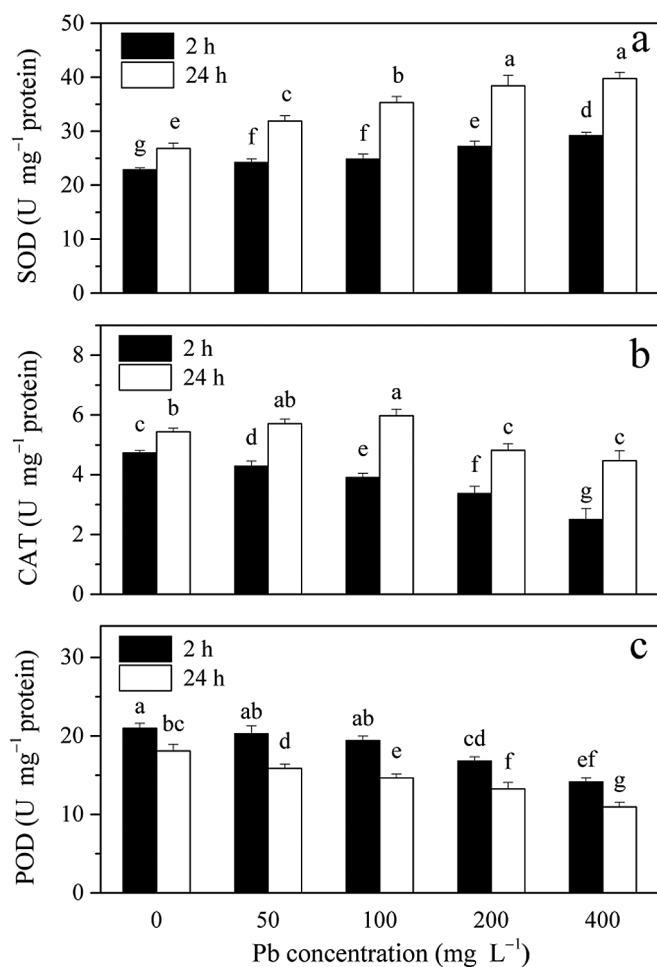 50
40
30
20
10
0
SOD (U mg⁻¹ protein)
2 h
24 h
a
g e f c f b e a d a
8
6
4
2
0
CAT (U mg⁻¹ protein)
2 h
24 h
b
c b d ab e a f c g c
30
20
10
0
POD (U mg⁻¹ protein)
2 h
24 h
c
a bc ab d ab e cd f ef g
0 50 100 200 400
Pb concentration (mg L⁻¹)